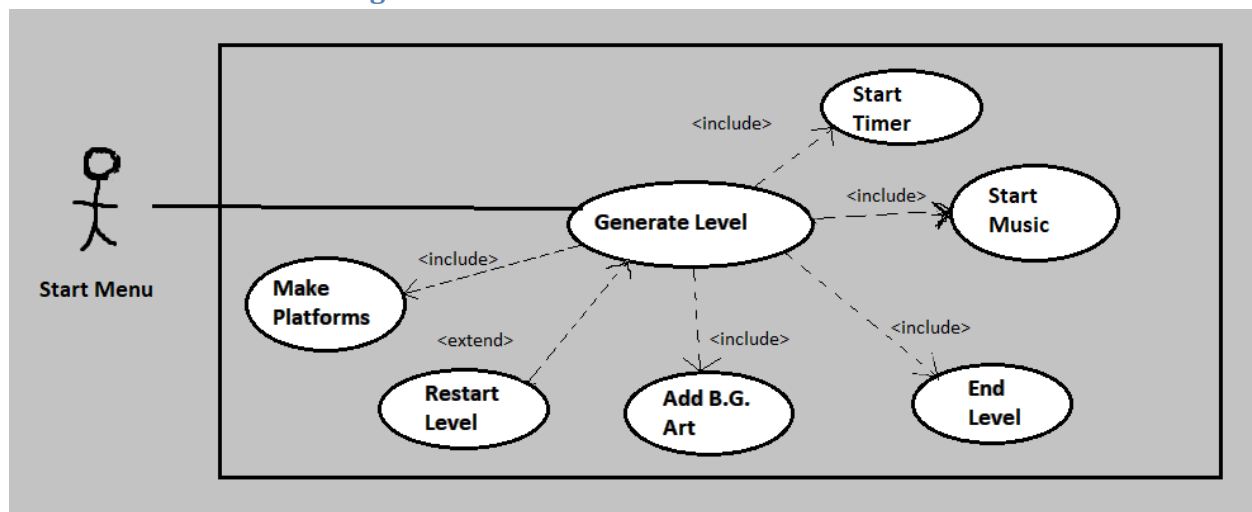 Start
Timer
<include>
<include>
Start
Music
Generate Level
<include>
Start Menu
Make
Platforms
<extend>
<include>
<include>
Restart
Level
Add B.G.
Art
End
Level